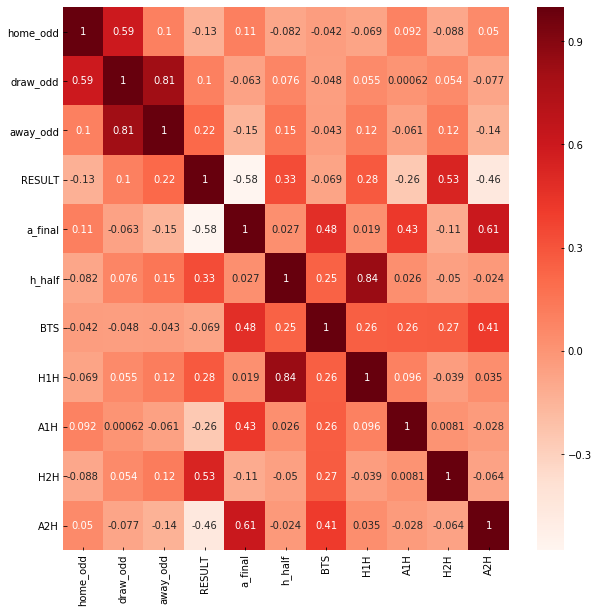 home_odd 1 0.59 0.1 -0.13 0.11 -0.082 -0.042 -0.069 0.092 -0.088 0.05
draw_odd 0.59 1 0.81 0.1 -0.063 0.076 -0.048 0.055 0.00062 0.054 -0.077
away_odd 0.1 0.81 1 0.22 -0.15 0.15 -0.043 0.12 -0.061 0.12 -0.14
RESULT -0.13 0.1 0.22 1 -0.58 0.33 -0.069 0.28 -0.26 0.53 -0.46
a_final 0.11 -0.063 -0.15 -0.58 1 0.027 0.48 0.019 0.43 -0.11 0.61
h_half -0.082 0.076 0.15 0.33 0.027 1 0.25 0.84 0.026 -0.05 -0.024
BTS -0.042 -0.048 -0.043 -0.069 0.48 0.25 1 0.26 0.26 0.27 0.41
H1H -0.069 0.055 0.12 0.28 0.019 0.84 0.26 1 0.096 -0.039 0.035
A1H 0.092 0.00062 -0.061 -0.26 0.43 0.026 0.26 0.096 1 0.0081 -0.028
H2H -0.088 0.054 0.12 0.53 -0.11 -0.05 0.27 -0.039 0.0081 1 -0.064
A2H 0.05 -0.077 -0.14 -0.46 0.61 -0.024 0.41 0.035 -0.028 -0.064 1
home_odd draw_odd away_odd RESULT a_final h_half BTS H1H A1H H2H A2H
0.9
0.6
0.3
0.0
−0.3